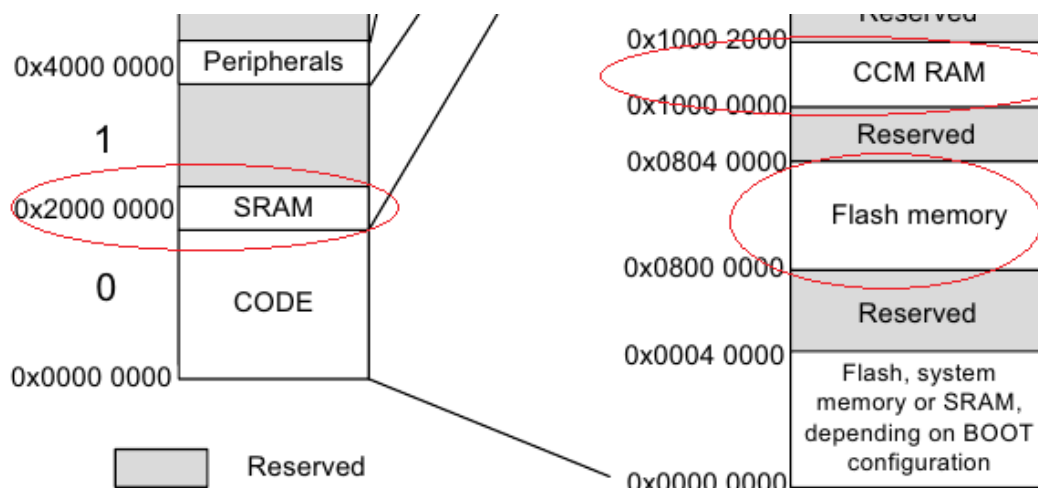 0x4000 0000
Peripherals
1
0x2000 0000
SRAM
0
CODE
0x0000 0000
Reserved
Reserved
0x1000 2000
CCM RAM
0x1000 0000
Reserved
0x0804 0000
Flash memory
0x0800 0000
Reserved
0x0004 0000
Flash, system
memory or SRAM,
depending on BOOT
configuration
0x0000 0000